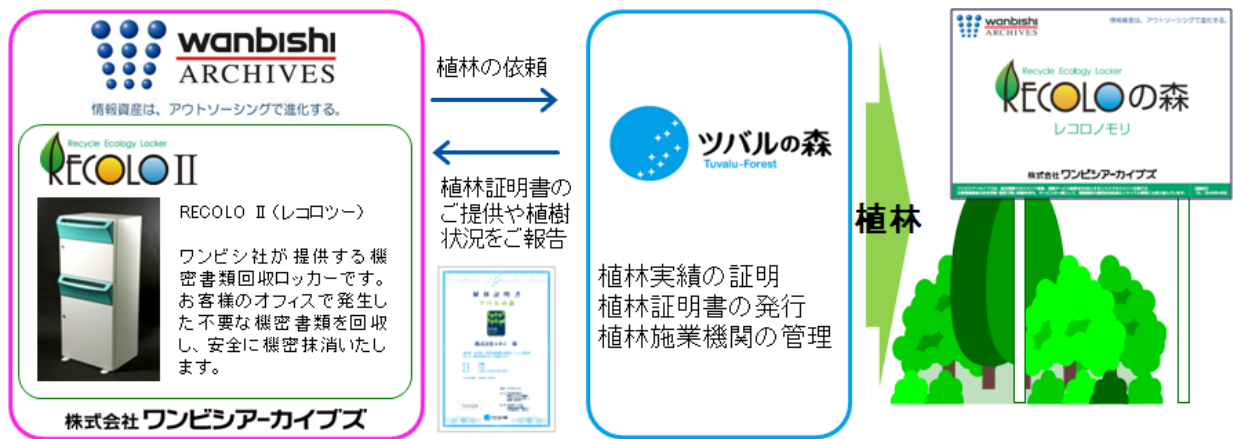 wanbishi
ARCHIVES
情報資産は、アウトソーシングで進化する。
Recycle Ecology Locker
RECOLO II
RECOLO Ⅱ（レコロツー）
ワンビシ社が提供する機
密書類回収ロッカーです。
お客様のオフィスで発生し
た不要な機密書類を回収
し、安全に機密抹消いたし
ます。
株式会社ワンビシアーカイブズ
植林の依頼
植林証明書の
ご提供や植樹
状況をご報告
植林証明書
ツバルの森
Tuvalu-Forest
植林実績の証明
植林証明書の発行
植林施業機関の管理
植林
wanbishi
ARCHIVES
情報資産は、アウトソーシングで進化する。
Recycle Ecology Locker
RECOLOの森
レコロノモリ
株式会社ワンビシアーカイブズ